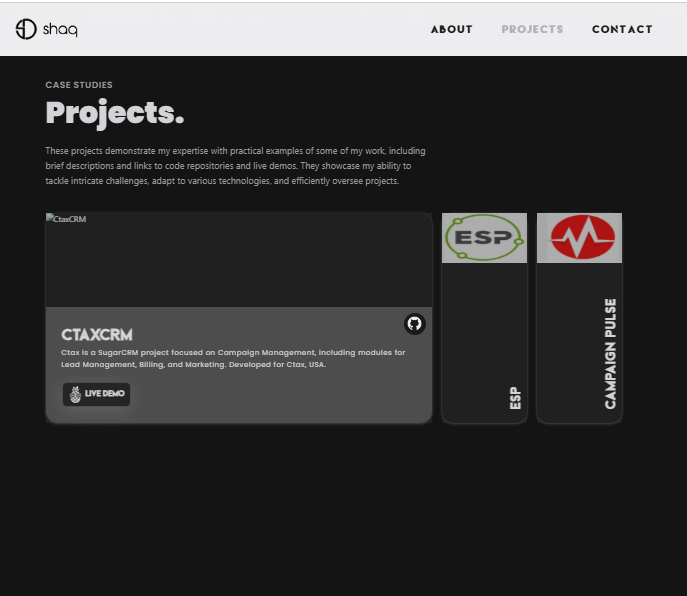 shaq
ABOUT
PROJECTS
CONTACT
CASE STUDIES
Projects.
These projects demonstrate my expertise with practical examples of some of my work, including
brief descriptions and links to code repositories and live demos. They showcase my ability to
tackle intricate challenges, adapt to various technologies, and efficiently oversee projects.
CtaxCRM
CTAXCRM
Ctax is a SugarCRM project focused on Campaign Management, including modules for
Lead Management, Billing, and Marketing. Developed for Ctax, USA.
LIVE DEMO
ESP
ESP
CAMPAIGN PULSE